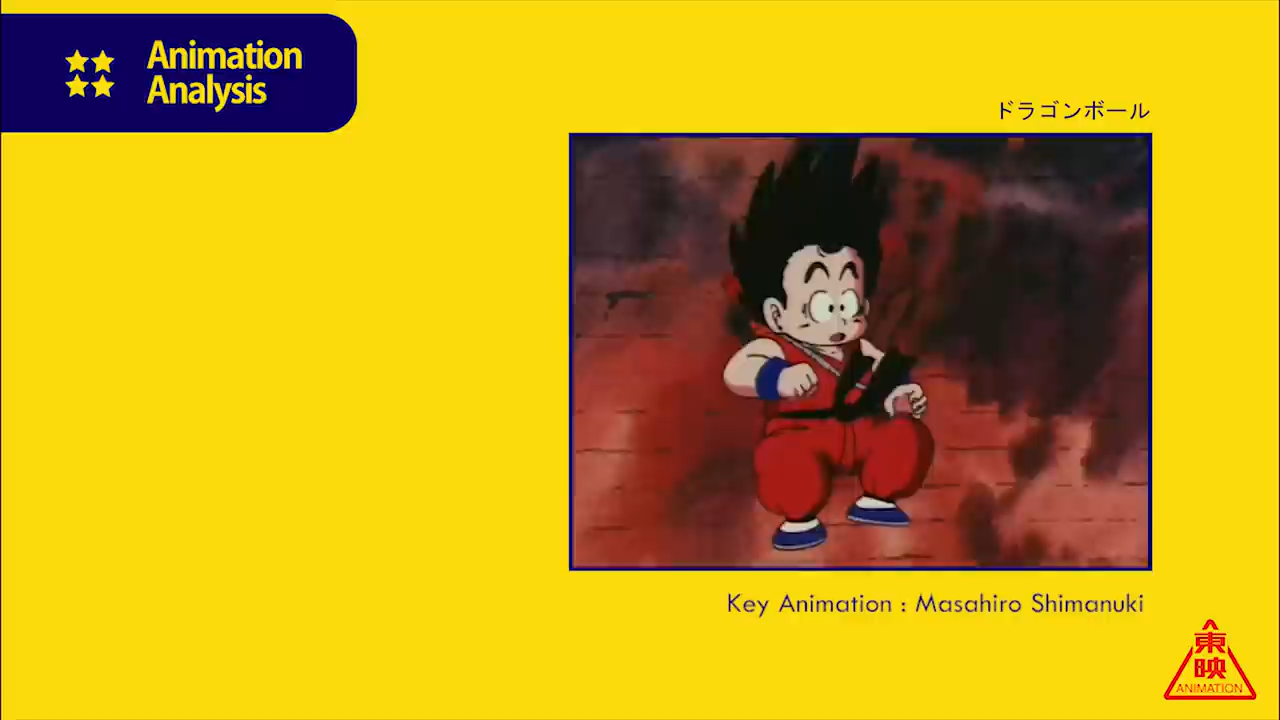 Animation
Analysis
ドラゴンボール
Key Animation : Masahiro Shimanuki
東
映
ANIMATION